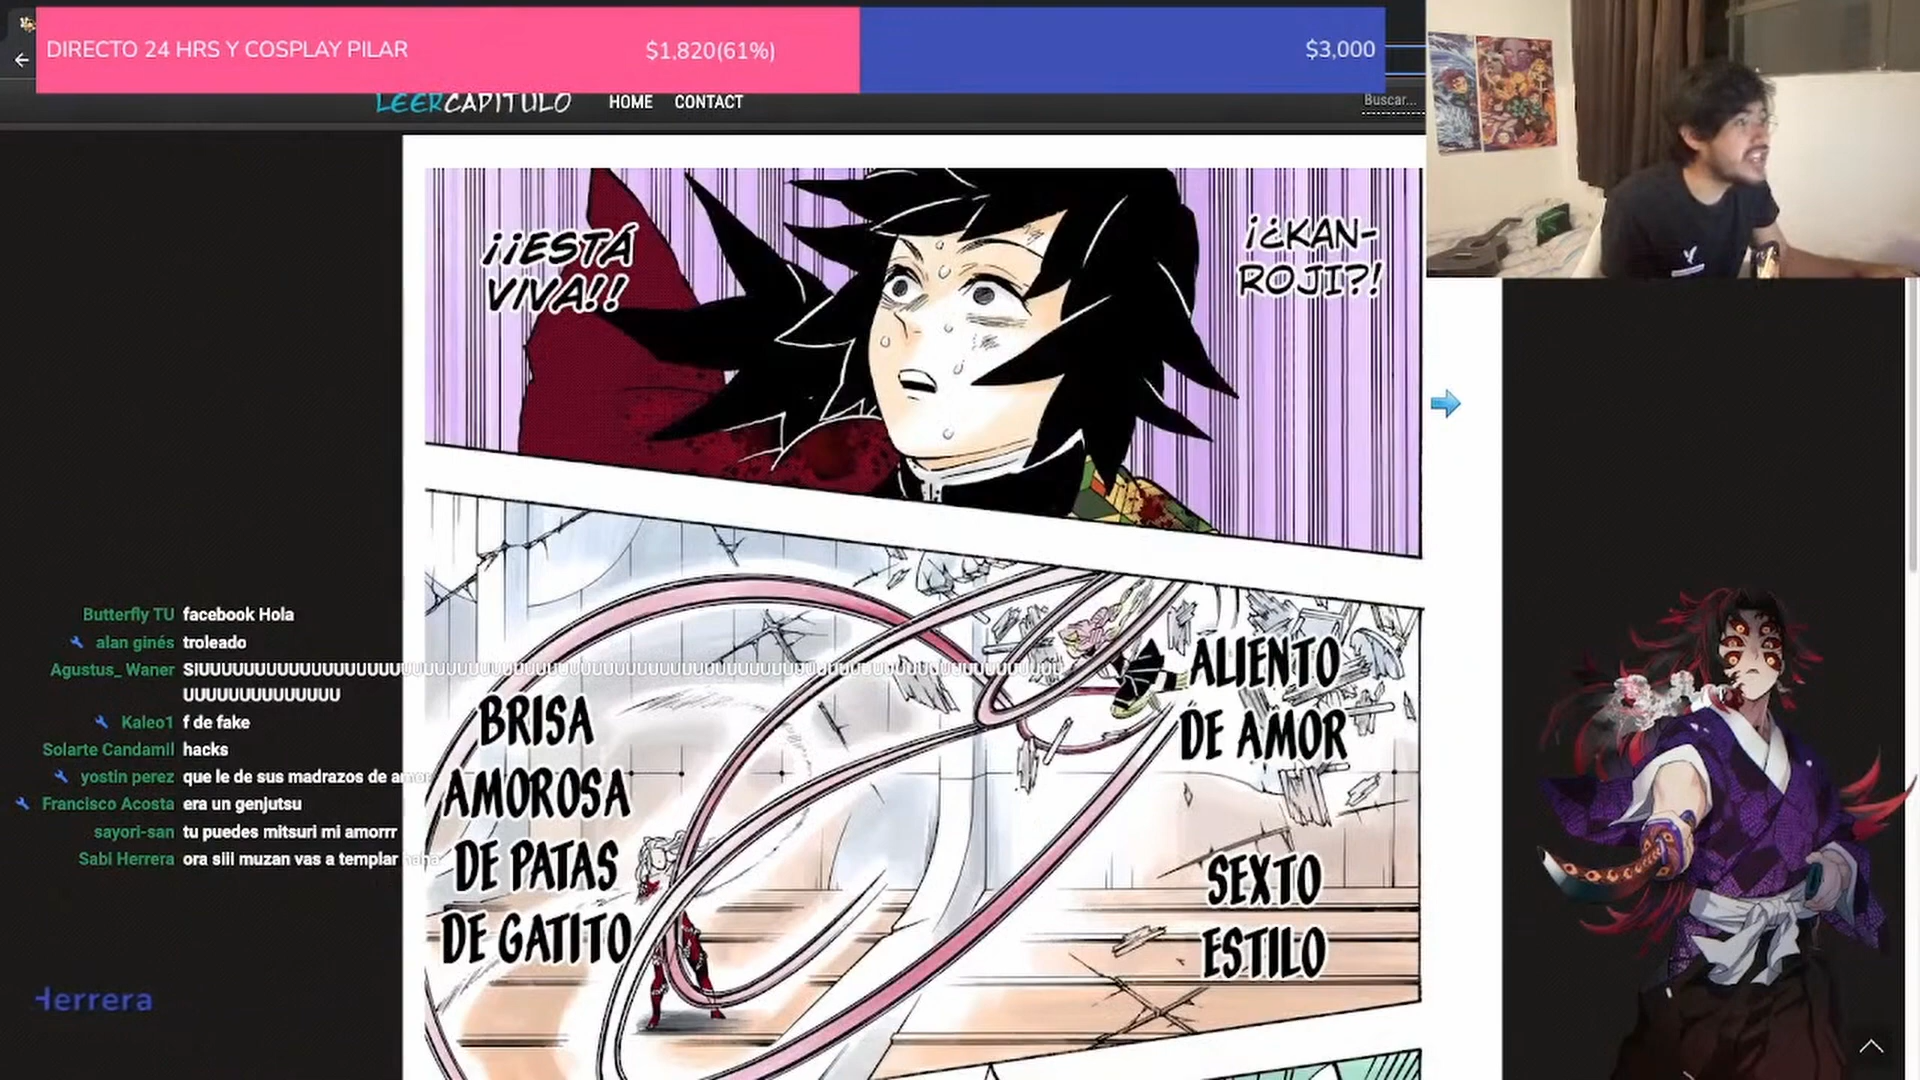 DIRECTO 24 HRS Y COSPLAY PILAR
$1,820(61%)
$3,000
LEERCAPITULO
HOME
CONTACT
Buscar...
¡¡ESTÁ
VIVA!!
¡¿KAN-
ROJI?!
ALIENTO
DE AMOR
SEXTO
ESTILO
BRISA
AMOROSA
DE PATAS
DE GATITO
Butterfly TU facebook Hola
alan ginés troleado
Agustus_Waner SIUUUUUUUUUUUUUUUUUUUUUUUUUUUUUUUUUUUUUUUUUUUUUUUUUUUUUUUUUUUUUUUUUU
UUUUUUUUUUUUUU
Kaleo1 f de fake
Solarte Candamil hacks
yostin perez que le de sus madrazos de amor
Francisco Acosta era un genjutsu
sayori-san tu puedes mitsuri mi amorrr
Sabi Herrera ora siii muzan vas a templar haha
Herrera